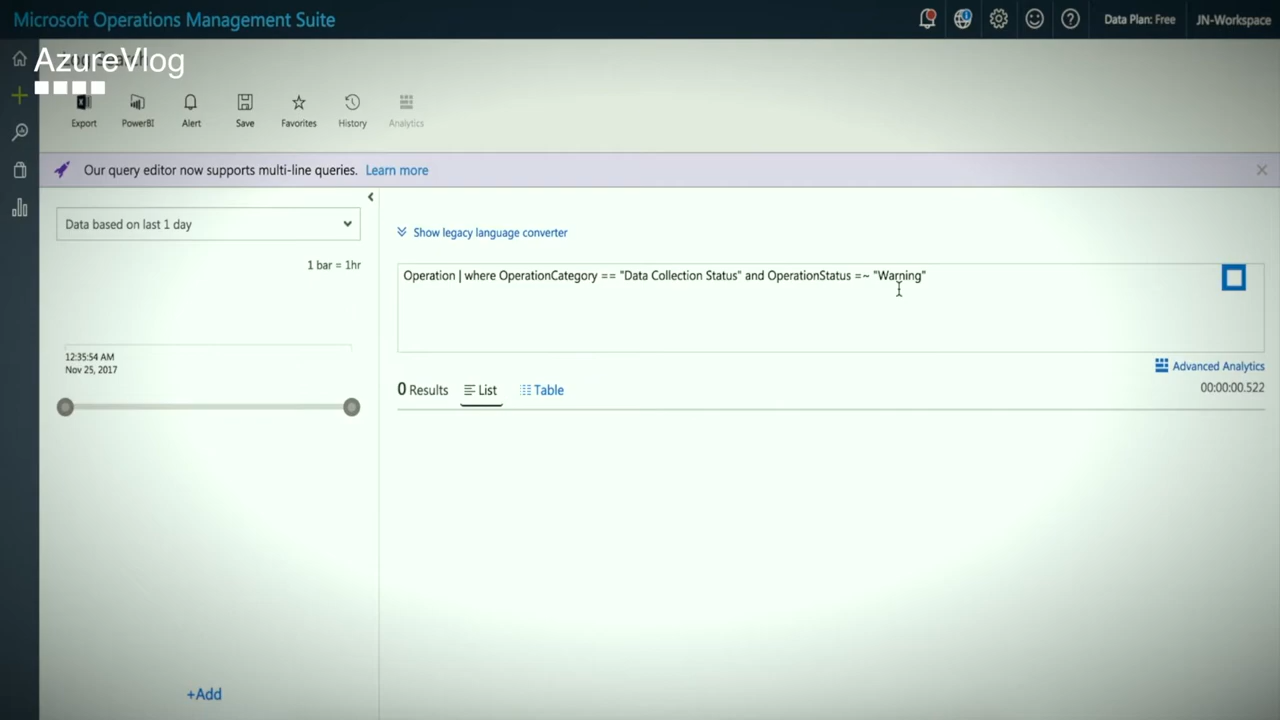 Microsoft Operations Management Suite
Data Plan: Free
JN-Workspace
AzureVlog
Export
PowerBI
Alert
Save
Favorites
History
Analytics
Our query editor now supports multi-line queries. Learn more
Data based on last 1 day
1 bar = 1hr
12:35:54 AM
Nov 25, 2017
+Add
Show legacy language converter
Operation | where OperationCategory == "Data Collection Status" and OperationStatus =~ "Warning"
Advanced Analytics
0 Results
List
Table
00:00:00.522